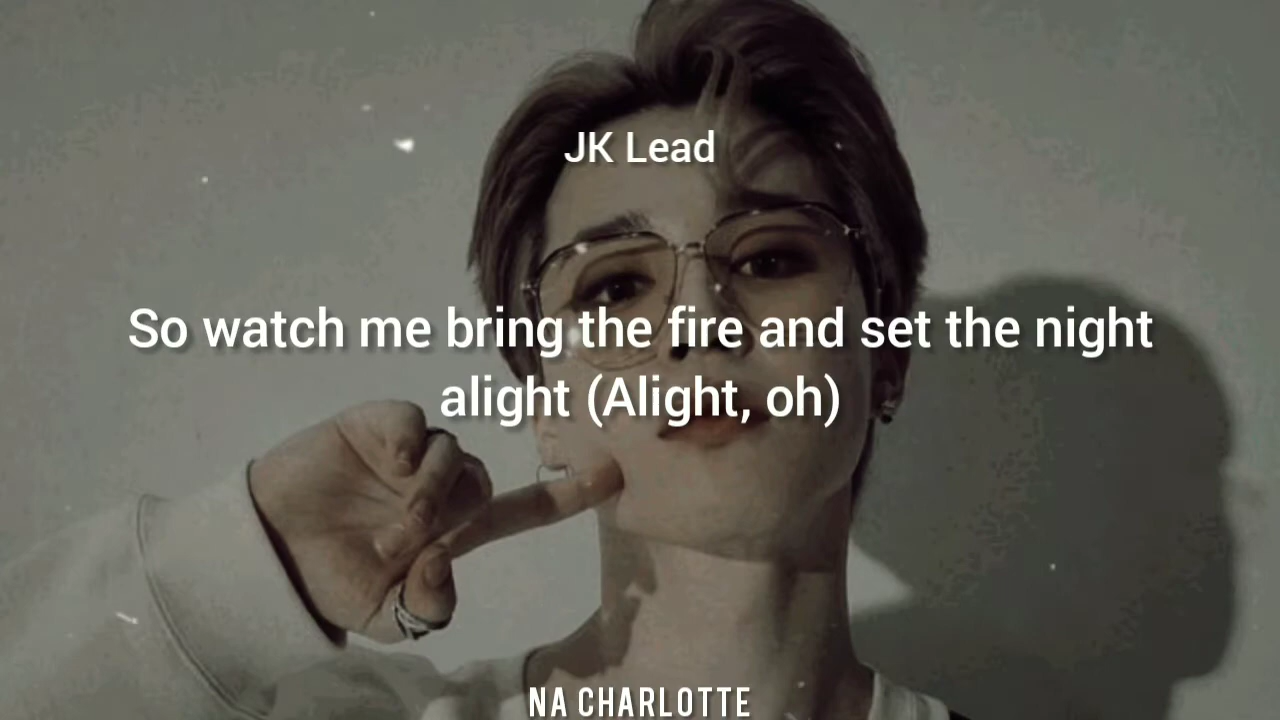 JK Lead
So watch me bring the fire and set the night
alight (Alight, oh)
NA CHARLOTTE